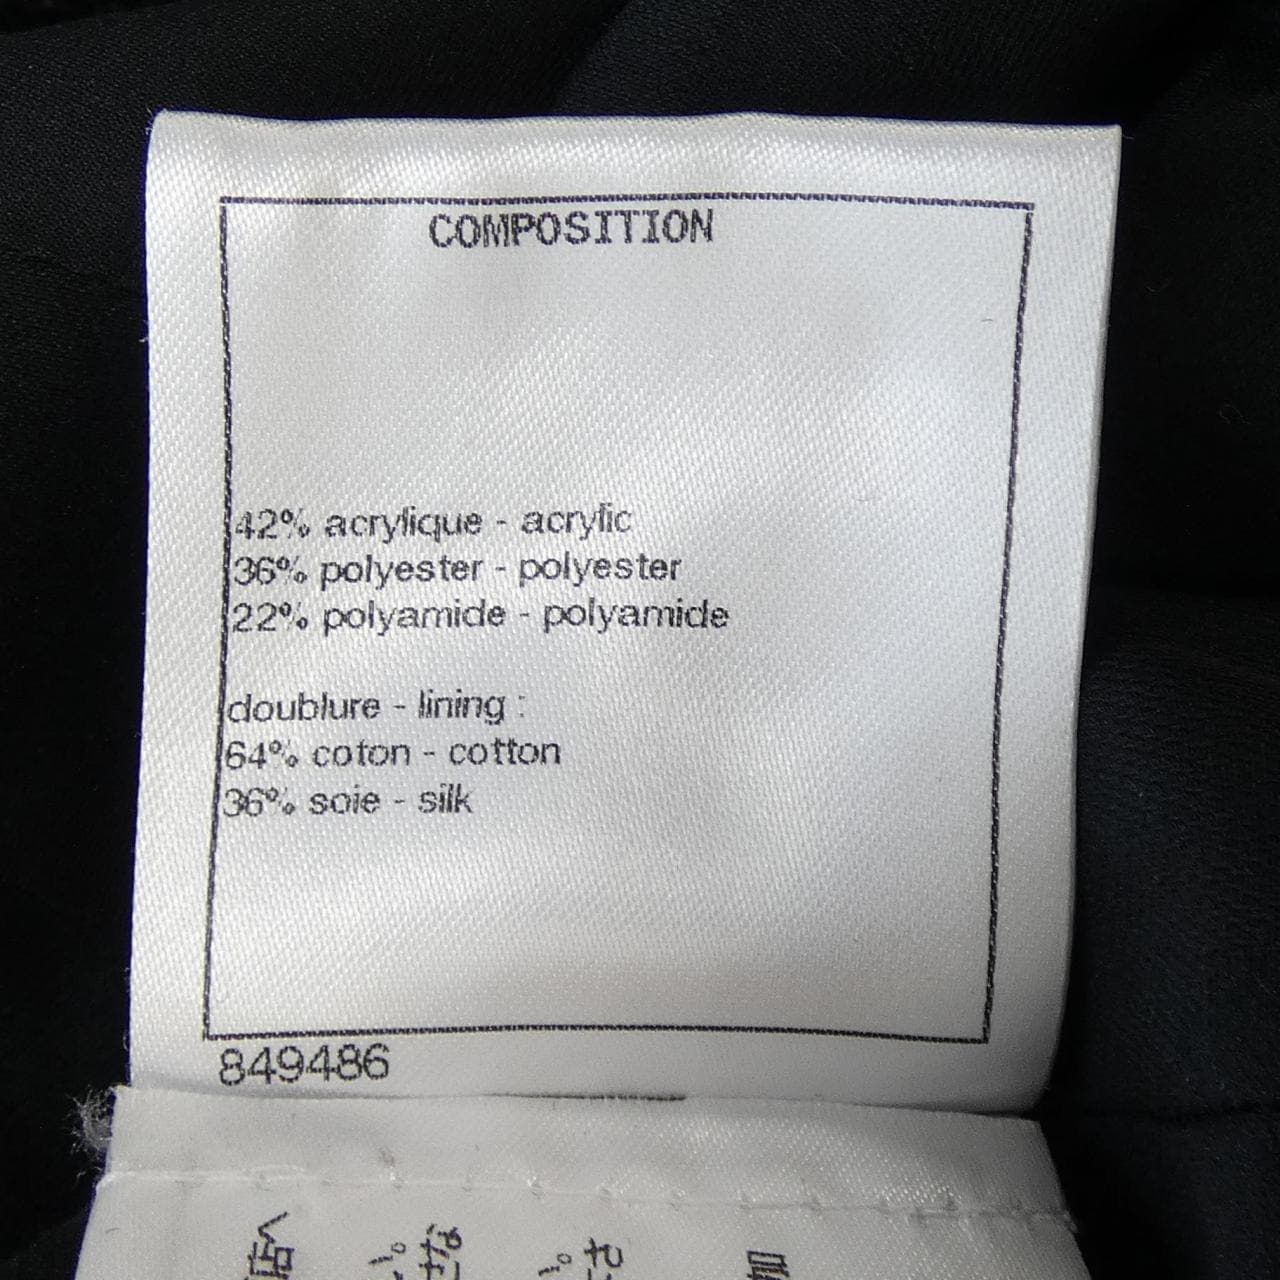 COMPOSITION
42% acrylique - acrylic
36% polyester - polyester
22% polyamide - polyamide
doublure - lining :
64% coton - cotton
36% soie - silk
849486